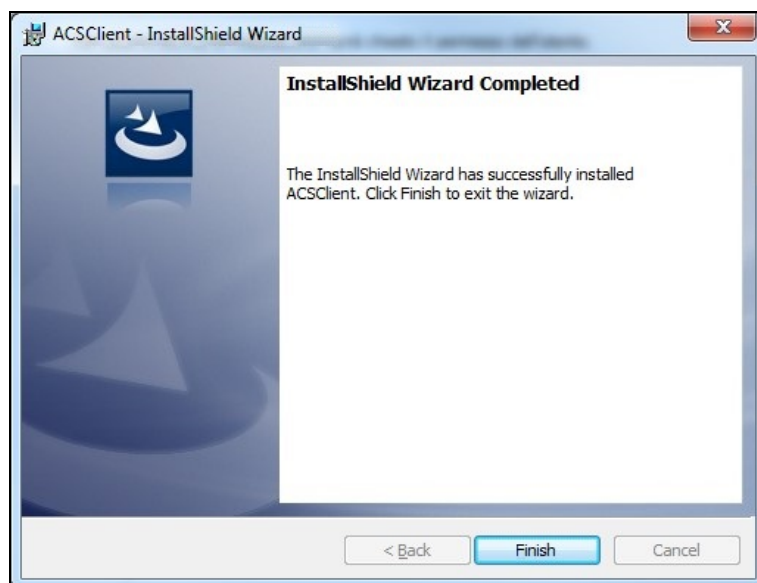 ACSClient - InstallShield Wizard
InstallShield Wizard Completed
The InstallShield Wizard has successfully installed
ACSClient. Click Finish to exit the wizard.
< Back
Finish
Cancel